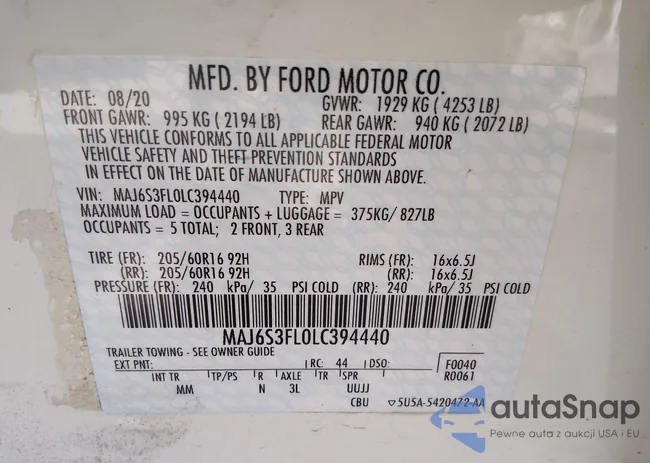 MFD. BY FORD MOTOR CO.
DATE: 08/20 GVWR: 1929 KG ( 4253 LB)
FRONT GAWR: 995 KG ( 2194 LB) REAR GAWR: 940 KG ( 2072 LB)
THIS VEHICLE CONFORMS TO ALL APPLICABLE FEDERAL MOTOR
VEHICLE SAFETY AND THEFT PREVENTION STANDARDS
IN EFFECT ON THE DATE OF MANUFACTURE SHOWN ABOVE.
VIN: MAJ6S3FL0LC394440 TYPE: MPV
MAXIMUM LOAD = OCCUPANTS + LUGGAGE = 375KG/ 827LB
OCCUPANTS = 5 TOTAL; 2 FRONT, 3 REAR
TIRE (FR): 205/60R16 92H RIMS (FR): 16x6.5J
(RR): 205/60R16 92H (RR): 16x6.5J
PRESSURE (FR): 240 kPa/ 35 PSI COLD (RR): 240 kPa/ 35 PSI COLD
MAJ6S3FL0LC394440
TRAILER TOWING - SEE OWNER GUIDE
EXT PNT: RC: 44 DSO: F0040
R0061
INT TR TP/PS R AXLE TR SPR
MM N 3L UUJJ
CBU ▽5U5A-5420472-AA
autaSnap
Pewne auta z aukcji USA i EU